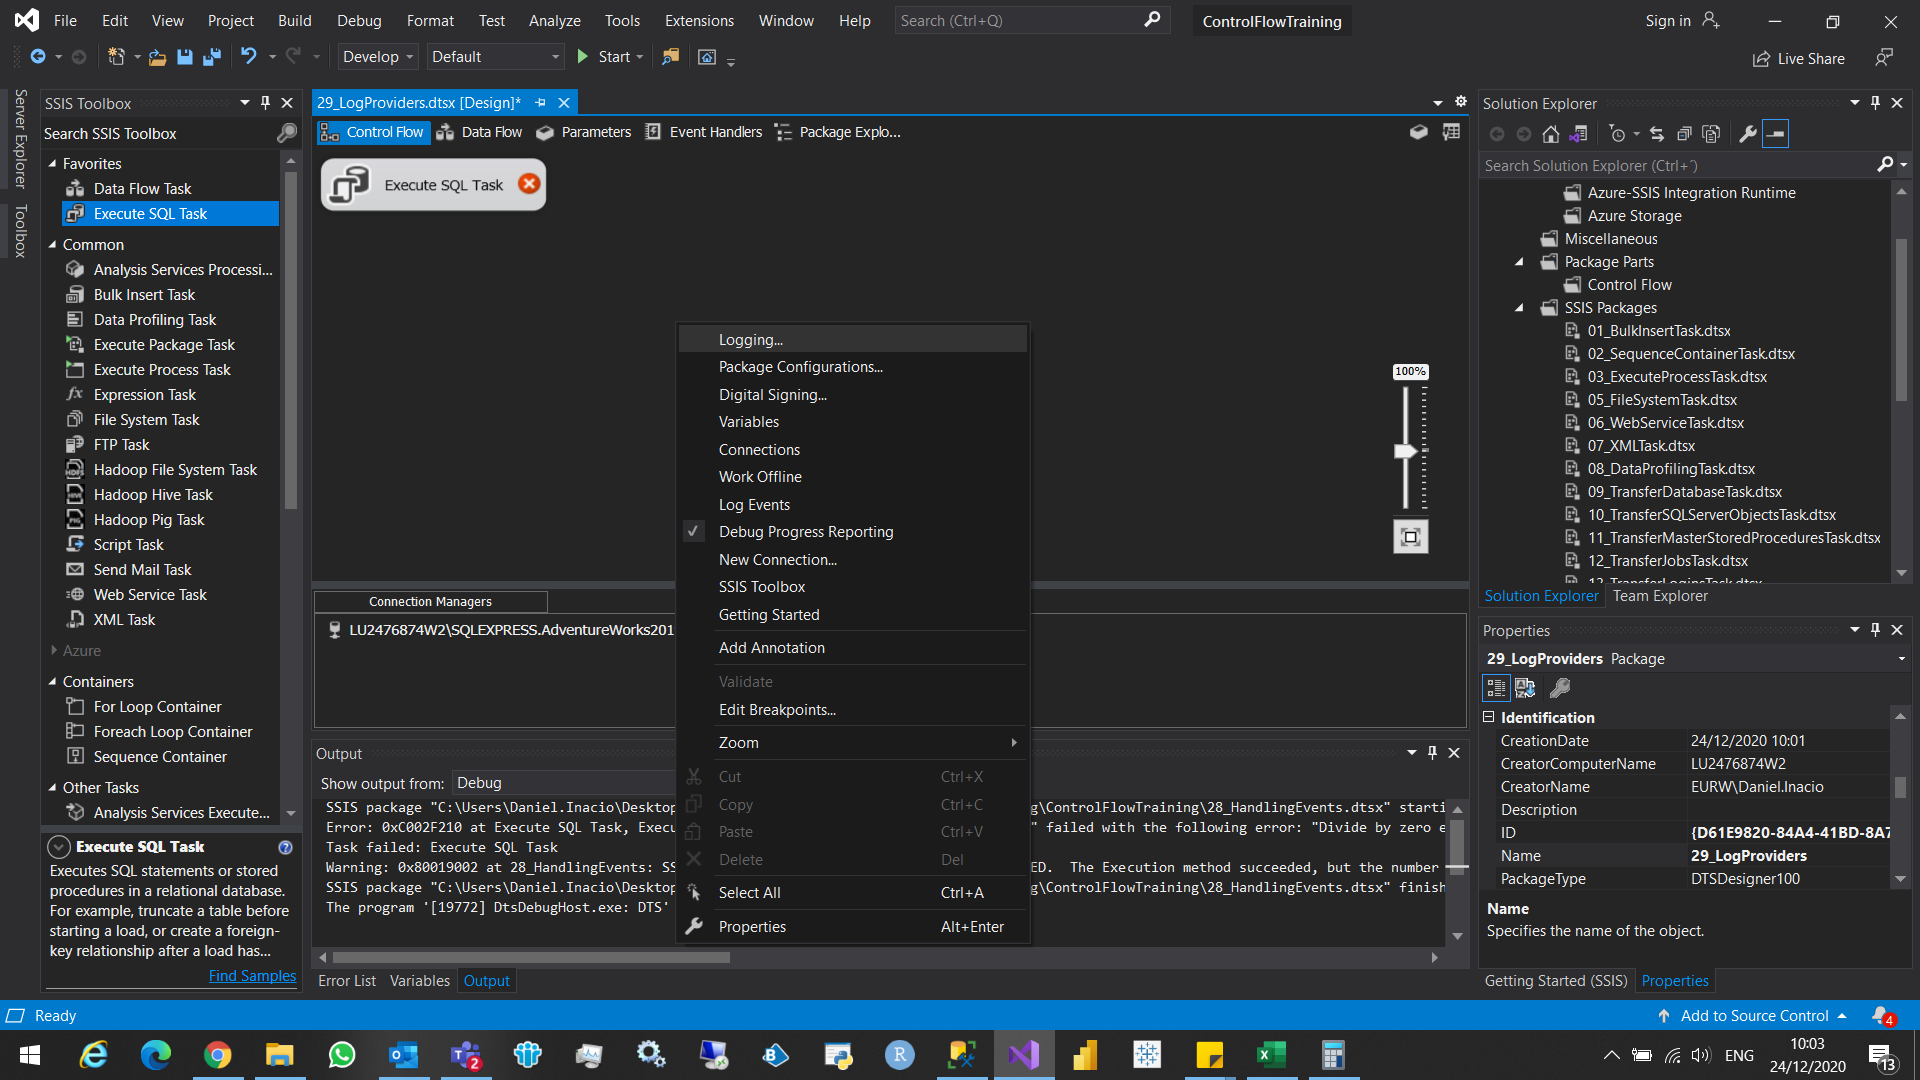 File Edit View Project Build Debug Format Test Analyze Tools Extensions Window Help Search (Ctrl+Q) ControlFlowTraining Sign in
Develop Default Start Live Share
Server Explorer
Toolbox
SSIS Toolbox
Search SSIS Toolbox
Favorites
Data Flow Task
Execute SQL Task
Common
Analysis Services Processi...
Bulk Insert Task
Data Profiling Task
Execute Package Task
Execute Process Task
Expression Task
File System Task
FTP Task
Hadoop File System Task
Hadoop Hive Task
Hadoop Pig Task
Script Task
Send Mail Task
Web Service Task
XML Task
Azure
Containers
For Loop Container
Foreach Loop Container
Sequence Container
Other Tasks
Analysis Services Execute...
Execute SQL Task
Executes SQL statements or stored
procedures in a relational database.
For example, truncate a table before
starting a load, or create a foreign-
key relationship after a load has...
Find Samples
29_LogProviders.dtsx [Design]*
Control Flow Data Flow Parameters Event Handlers Package Explo...
Execute SQL Task
100%
Logging...
Package Configurations...
Digital Signing...
Variables
Connections
Work Offline
Log Events
Debug Progress Reporting
New Connection...
SSIS Toolbox
Getting Started
Add Annotation
Validate
Edit Breakpoints...
Zoom
Cut Ctrl+X
Copy Ctrl+C
Paste Ctrl+V
Delete Del
Select All Ctrl+A
Properties Alt+Enter
Connection Managers
LU2476874W2\SQLEXPRESS.AdventureWorks201
Output
Show output from: Debug
SSIS package "C:\Users\Daniel.Inacio\Desktop g\ControlFlowTraining\28_HandlingEvents.dtsx" starti
Error: 0xC002F210 at Execute SQL Task, Execu " failed with the following error: "Divide by zero e
Task failed: Execute SQL Task
Warning: 0x80019002 at 28_HandlingEvents: SS ED. The Execution method succeeded, but the number
SSIS package "C:\Users\Daniel.Inacio\Desktop g\ControlFlowTraining\28_HandlingEvents.dtsx" finish
The program '[19772] DtsDebugHost.exe: DTS'
Error List Variables Output
Solution Explorer
Search Solution Explorer (Ctrl+´)
Azure-SSIS Integration Runtime
Azure Storage
Miscellaneous
Package Parts
Control Flow
SSIS Packages
01_BulkInsertTask.dtsx
02_SequenceContainerTask.dtsx
03_ExecuteProcessTask.dtsx
05_FileSystemTask.dtsx
06_WebServiceTask.dtsx
07_XMLTask.dtsx
08_DataProfilingTask.dtsx
09_TransferDatabaseTask.dtsx
10_TransferSQLServerObjectsTask.dtsx
11_TransferMasterStoredProceduresTask.dtsx
12_TransferJobsTask.dtsx
Solution Explorer Team Explorer
Properties
29_LogProviders Package
Identification
CreationDate 24/12/2020 10:01
CreatorComputerName LU2476874W2
CreatorName EURW\Daniel.Inacio
Description
ID {D61E9820-84A4-41BD-8A7
Name 29_LogProviders
PackageType DTSDesigner100
Name
Specifies the name of the object.
Getting Started (SSIS) Properties
Ready Add to Source Control 4
2 ENG 10:03
24/12/2020 13